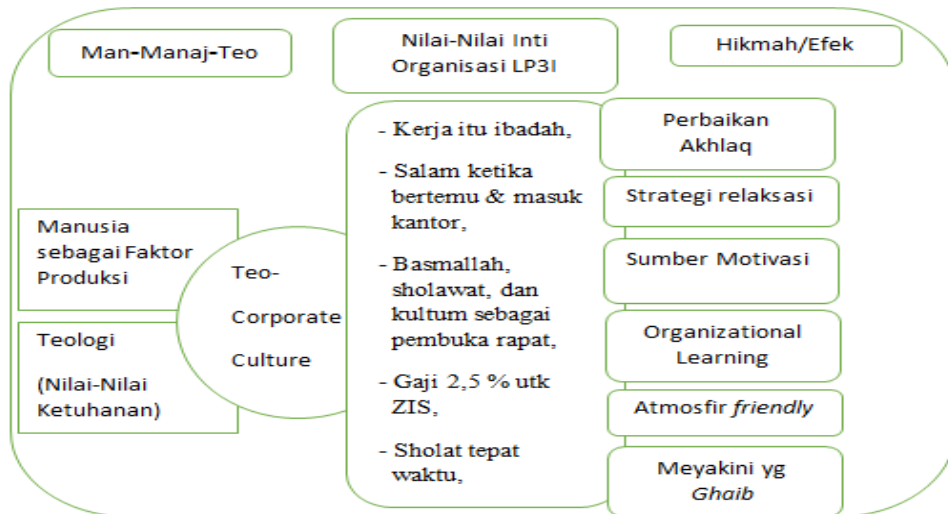 Man-Manaj-Teo
Nilai-Nilai Inti
Organisasi LP3I
Hikmah/Efek
Manusia
sebagai Faktor
Produksi
Teologi
(Nilai-Nilai
Ketuhanan)
Teo-
Corporate
Culture
- Kerja itu ibadah,
- Salam ketika
bertemu & masuk
kantor,
- Basmallah,
sholawat, dan
kultum sebagai
pembuka rapat,
- Gaji 2,5 % utk
ZIS,
- Sholat tepat
waktu,
Perbaikan
Akhlaq
Strategi relaksasi
Sumber Motivasi
Organizational
Learning
Atmosfir friendly
Meyakini yg
Ghaib